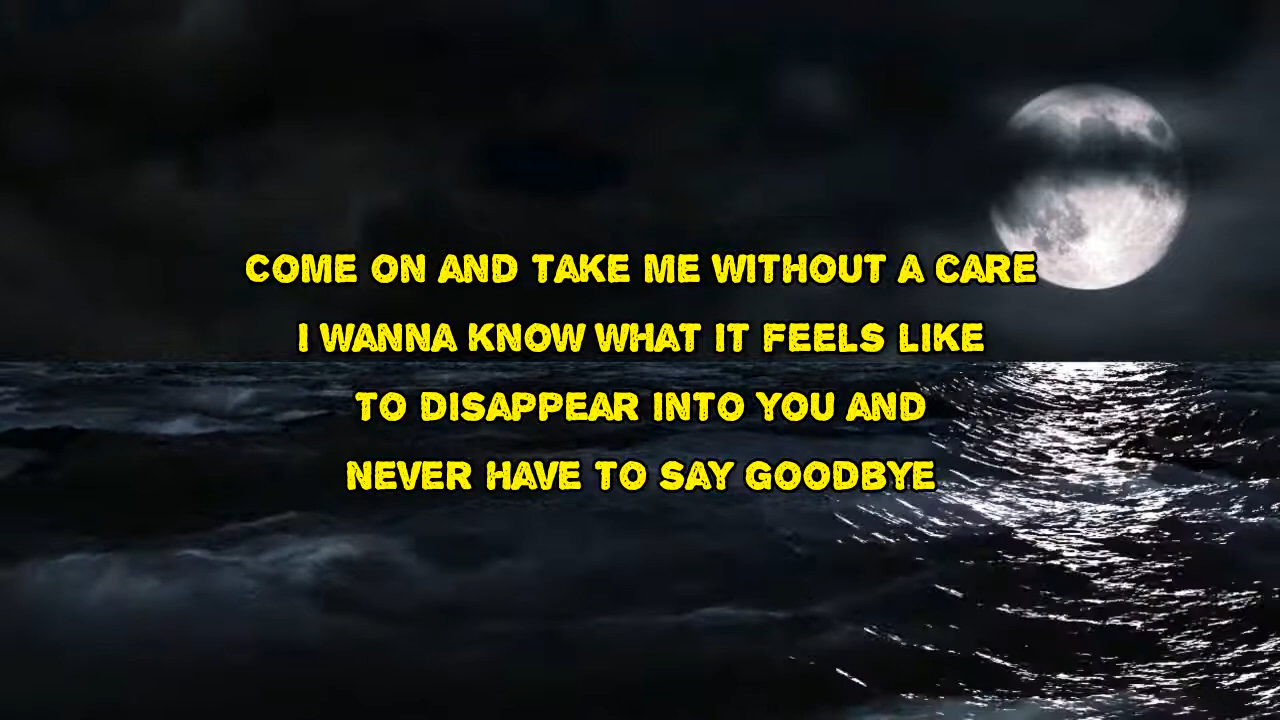 COME ON AND TAKE ME WITHOUT A CARE
I WANNA KNOW WHAT IT FEELS LIKE
TO DISAPPEAR INTO YOU AND
NEVER HAVE TO SAY GOODBYE